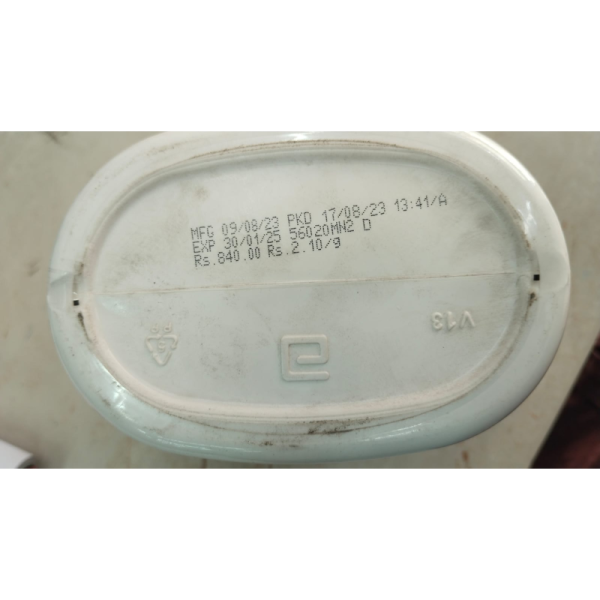 MFG 09/08/23 PKD 17/08/23 13:41/A
EXP 30/01/25 56020MN2 D
Rs.840.00 Rs.2.10/g
V18